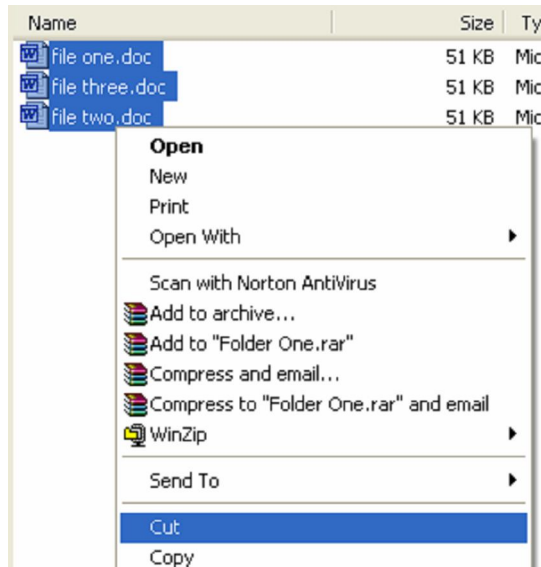 Name Size Ty
file one.doc 51 KB Mic
file three.doc 51 KB Mic
file two.doc 51 KB Mic
Open
New
Print
Open With
Scan with Norton AntiVirus
Add to archive...
Add to "Folder One.rar"
Compress and email...
Compress to "Folder One.rar" and email
WinZip
Send To
Cut
Copy